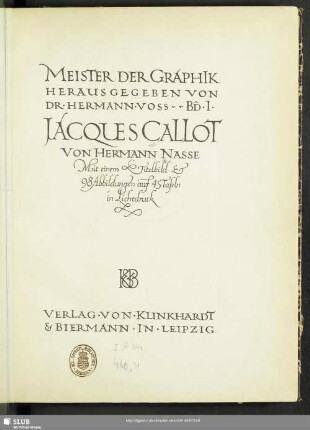 MEISTER DER GRAPHIK
HERAUSGEGEBEN VON
DR·HERMANN·VOSS--BD·I·
JACQUES CALLOT
VON HERMANN NASSE
Mit einem Titelbild &
98 Abbildungen auf 45 Tafeln
in Lichtdruck
KB
VERLAG·VON·KLINKHARDT
& BIERMANN·IN·LEIPZIG
SLUB